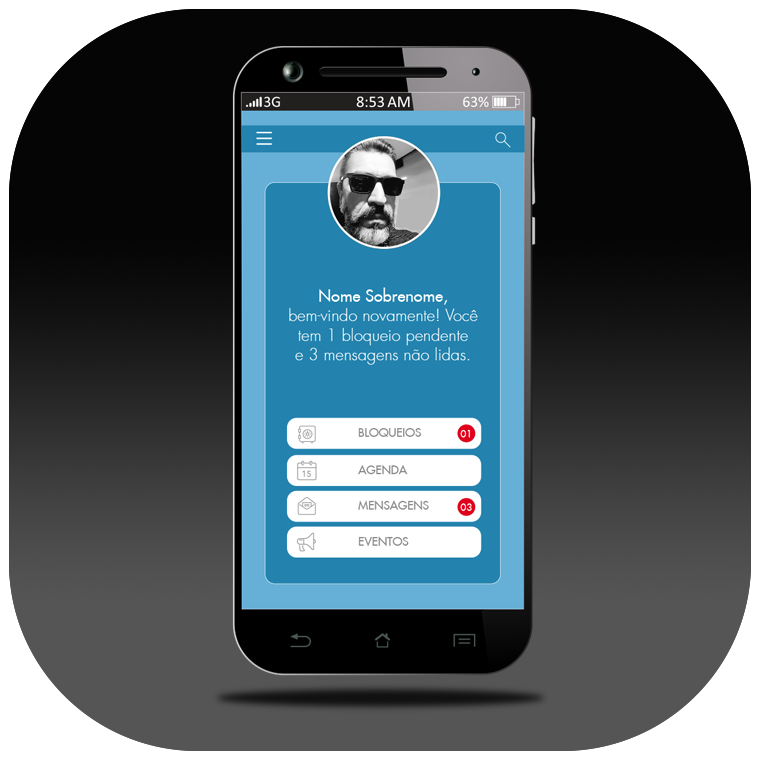 3G 8:53 AM 63%
Nome Sobrenome,
bem-vindo novamente! Você
tem 1 bloqueio pendente
e 3 mensagens não lidas.
BLOQUEIOS 01
15 AGENDA
MENSAGENS 03
EVENTOS